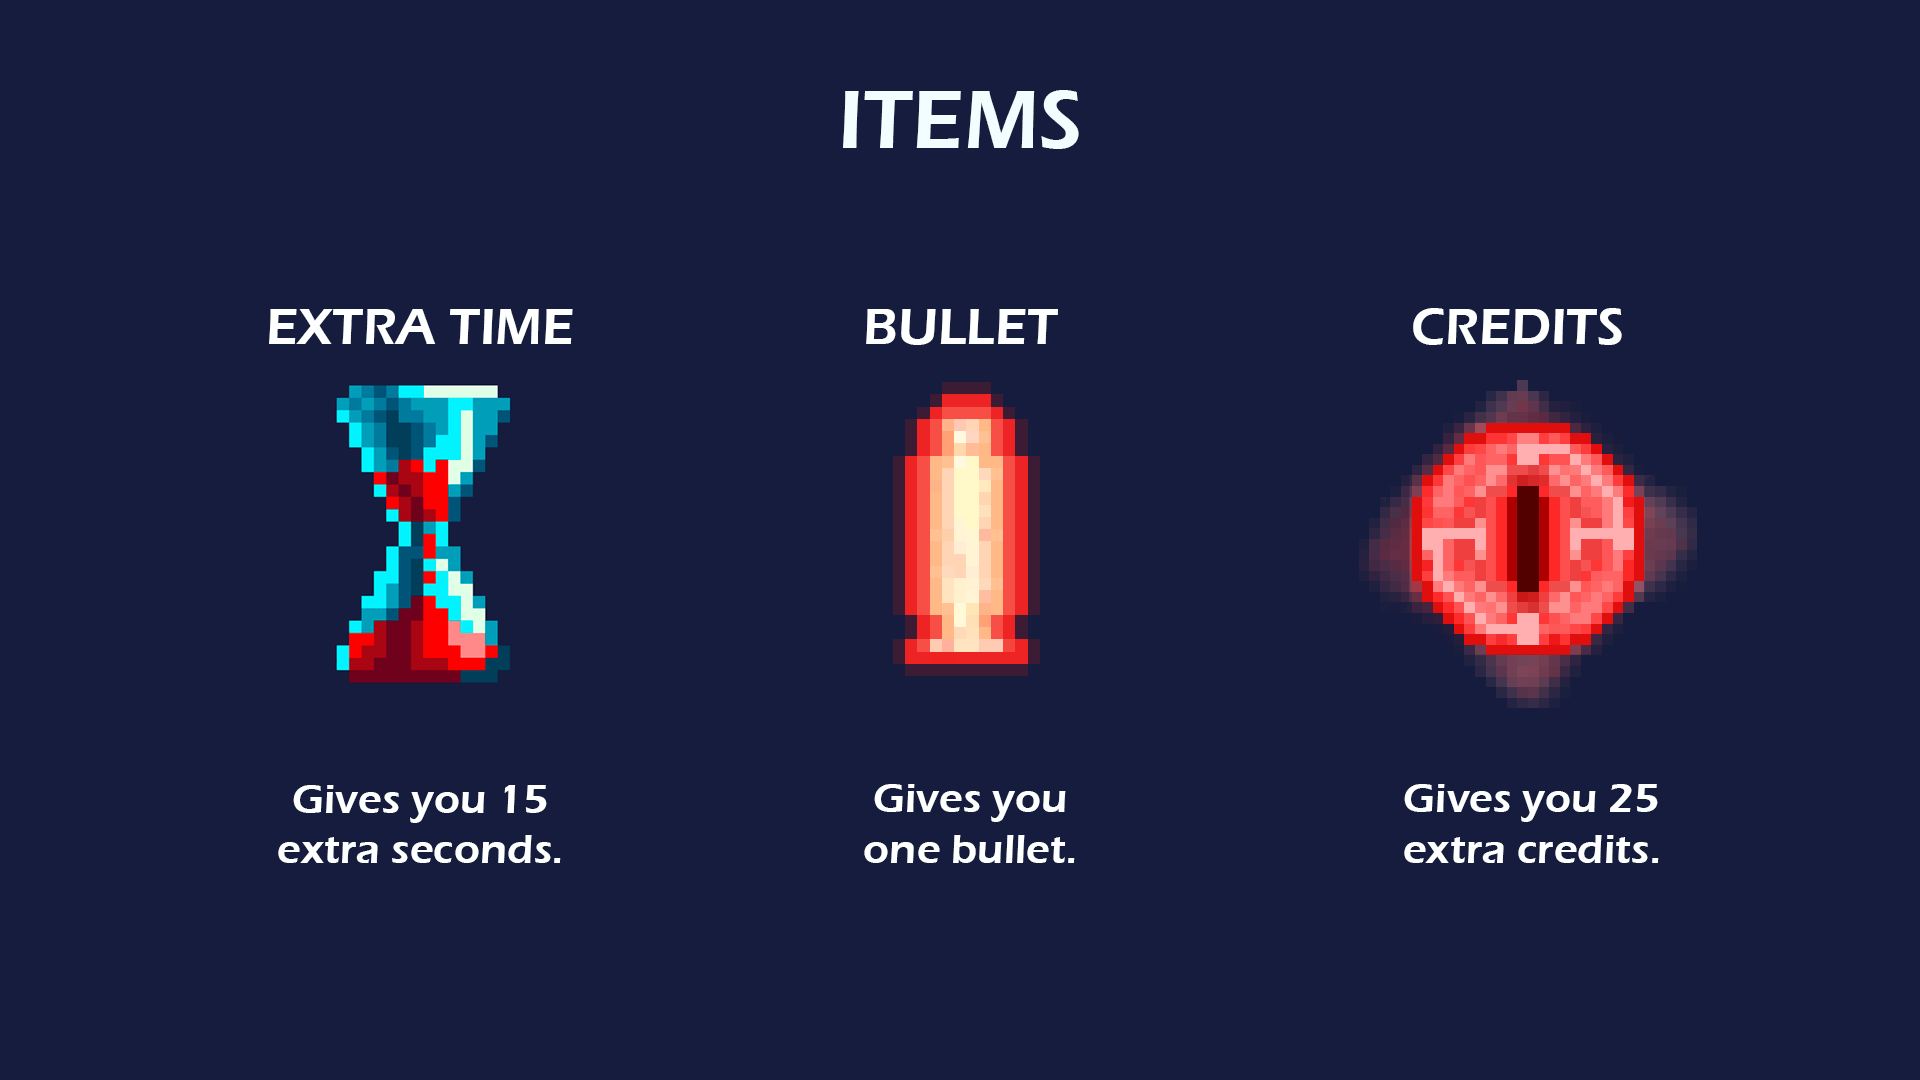 ITEMS
EXTRA TIME
BULLET
CREDITS
Gives you 15
extra seconds.
Gives you
one bullet.
Gives you 25
extra credits.